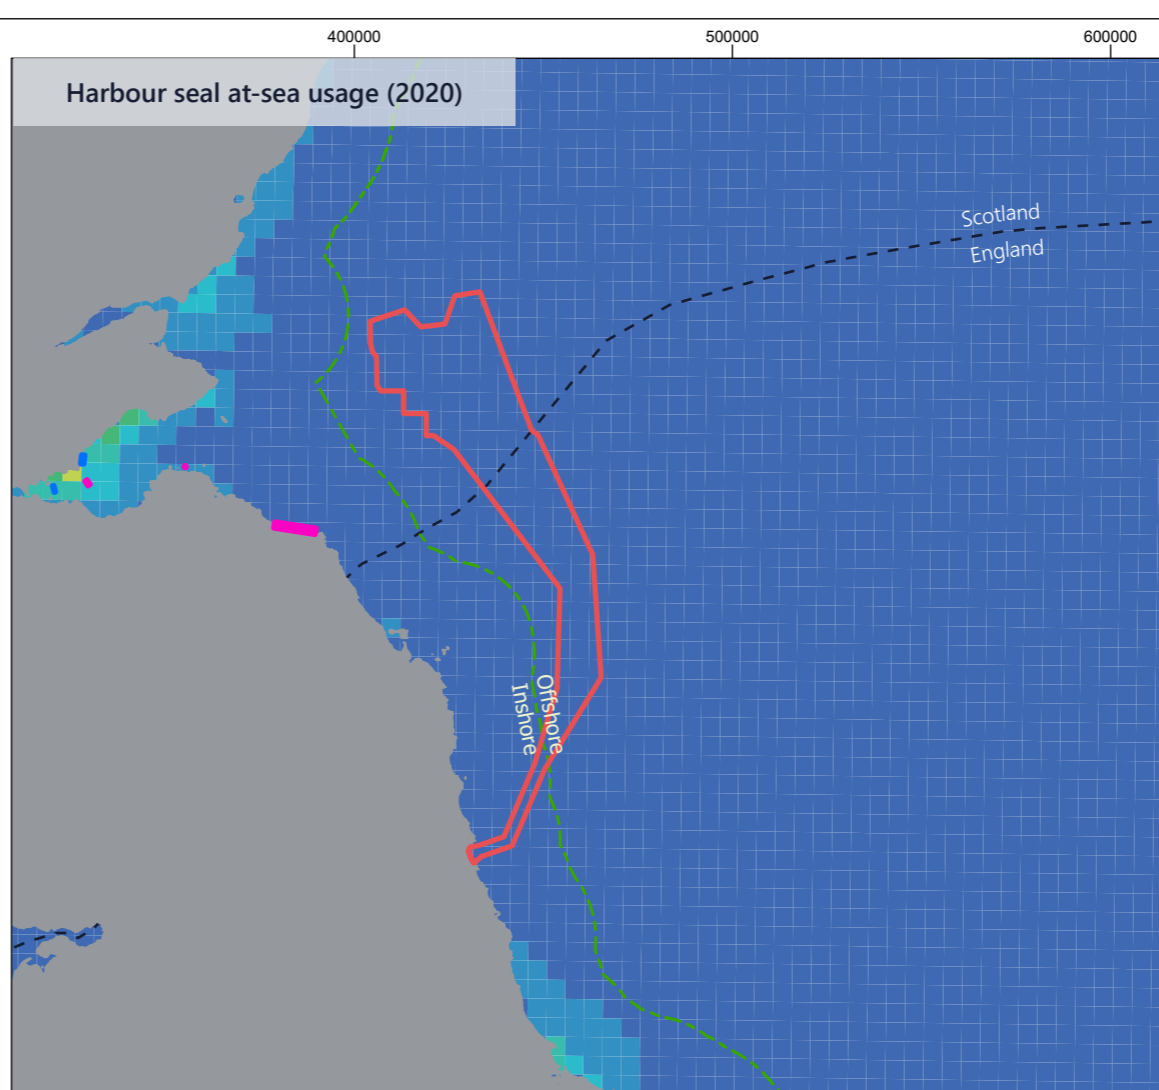 400000
500000
600000
Harbour seal at-sea usage (2020)
Scotland
England
Offshore
Inshore